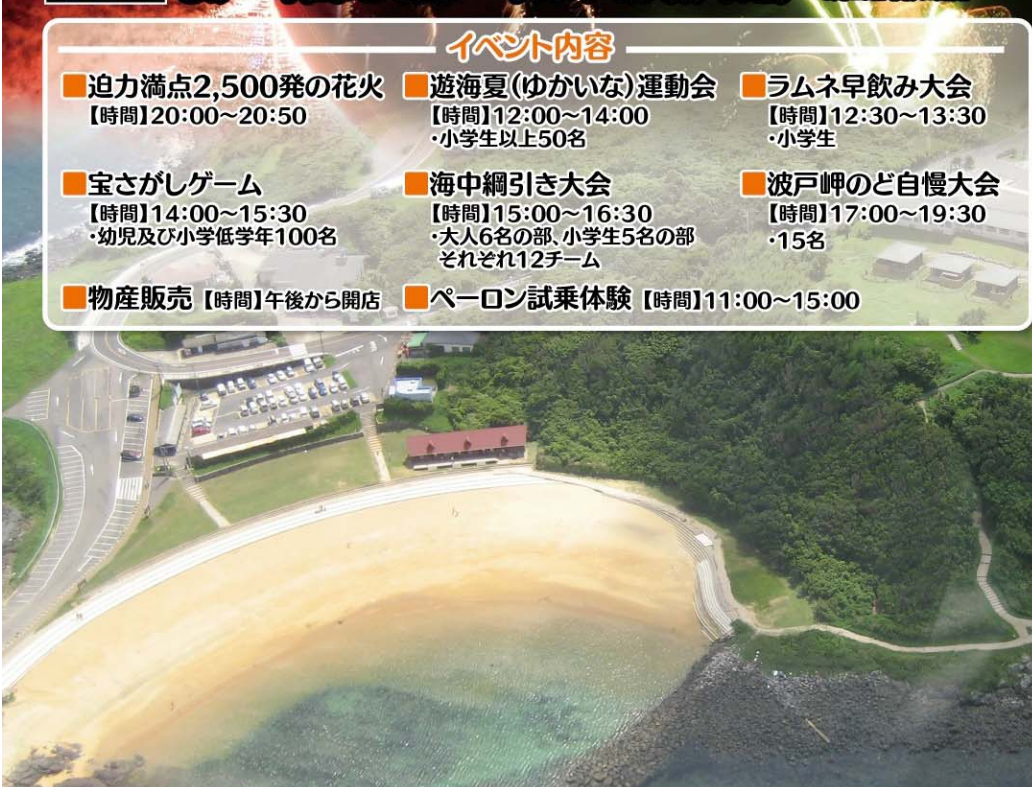 イベント内容
■迫力満点2,500発の花火
【時間】20:00〜20:50
■遊海夏(ゆかいな)運動会
【時間】12:00〜14:00
・小学生以上50名
■ラムネ早飲み大会
【時間】12:30〜13:30
・小学生
■宝さがしゲーム
【時間】14:00〜15:30
・幼児及び小学低学年100名
■海中綱引き大会
【時間】15:00〜16:30
・大人6名の部、小学生5名の部
それぞれ12チーム
■波戸岬のど自慢大会
【時間】17:00〜19:30
・15名
■物産販売【時間】午後から開店
■ペーロン試乗体験【時間】11:00〜15:00